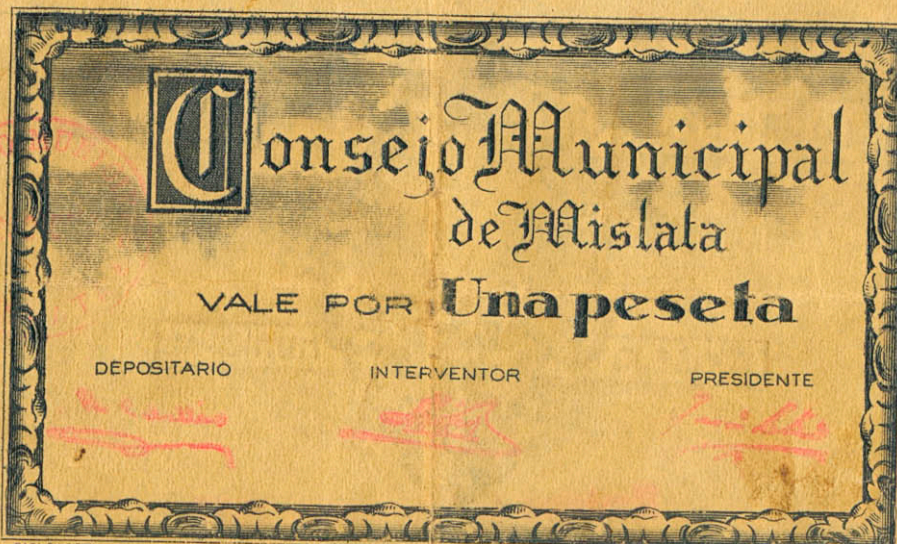 Consejo Municipal
de Mislata
VALE POR Una peseta
DEPOSITARIO INTERVENTOR PRESIDENTE